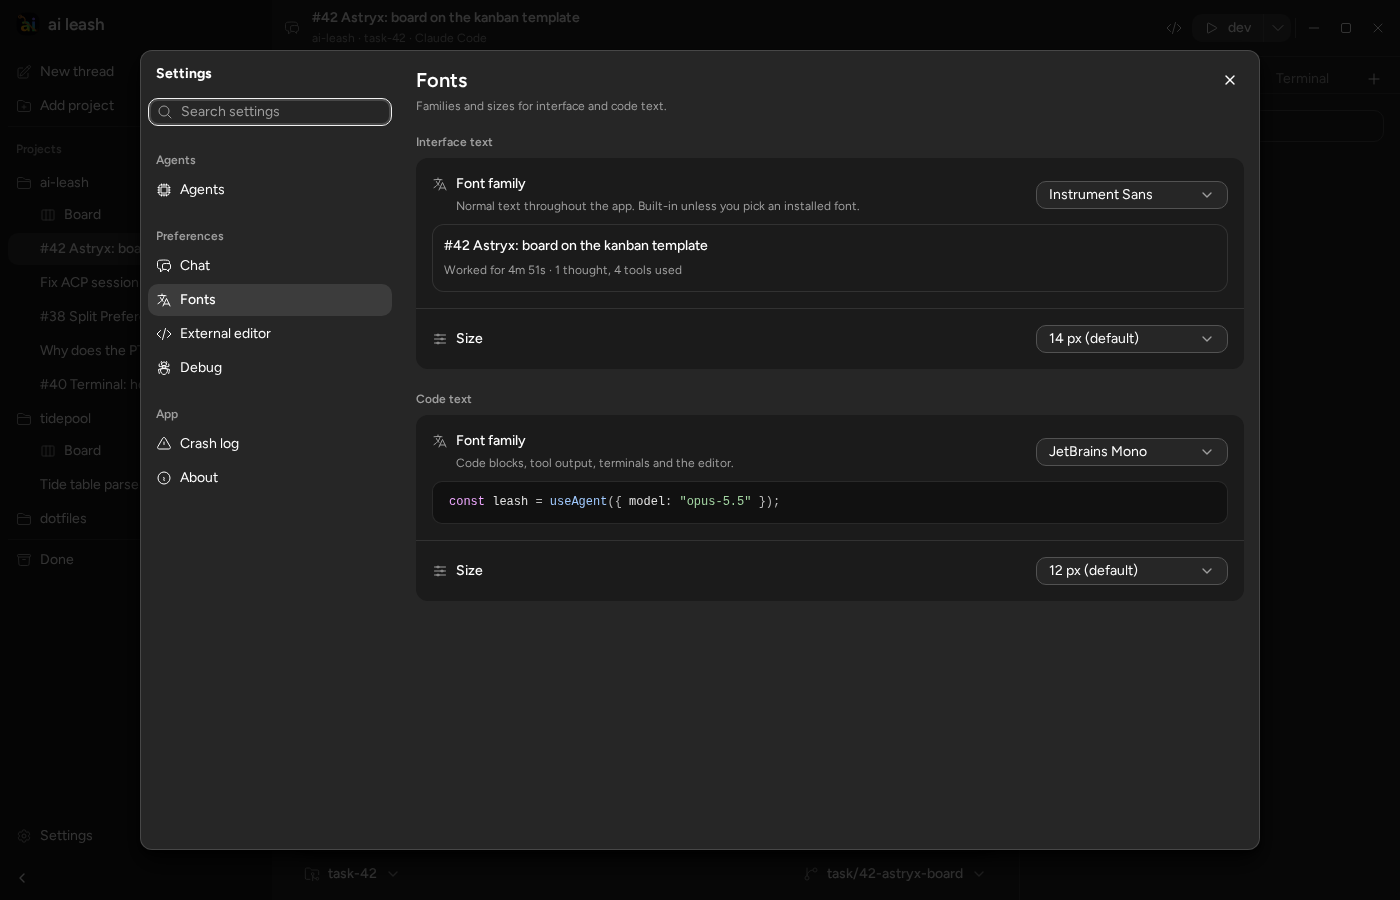 ai leash
#42 Astryx: board on the kanban template
ai-leash · task-42 · Claude Code
dev
New thread
Add project
Projects
ai-leash
Board
#42 Astryx: boa
Fix ACP session
#38 Split Prefer
Why does the P
#40 Terminal: h
tidepool
Board
Tide table parse
dotfiles
Done
Settings
Terminal
Settings
Search settings
Agents
Agents
Preferences
Chat
Fonts
External editor
Debug
App
Crash log
About
Fonts
Families and sizes for interface and code text.
Interface text
Font family
Normal text throughout the app. Built-in unless you pick an installed font.
Instrument Sans
#42 Astryx: board on the kanban template
Worked for 4m 51s · 1 thought, 4 tools used
Size
14 px (default)
Code text
Font family
Code blocks, tool output, terminals and the editor.
JetBrains Mono
const leash = useAgent({ model: "opus-5.5" });
Size
12 px (default)
task-42
task/42-astryx-board